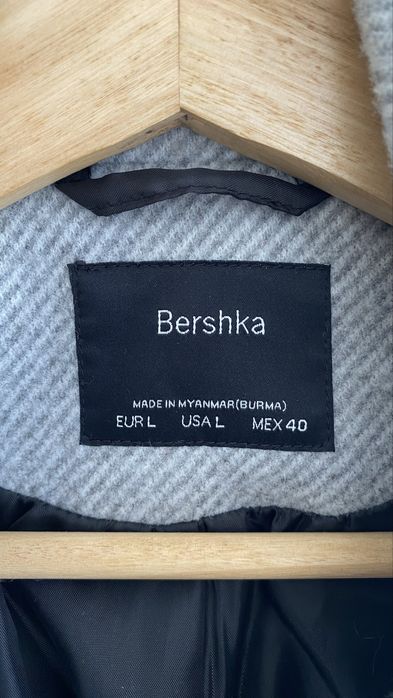 Bershka
MADE IN MYANMAR(BURMA)
EUR L USA L MEX 40